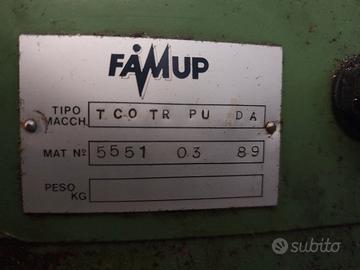 FAMUP
TIPO MACCH. TCO TR PU DA
MAT Nº 5551 03 89
PESO KG
subito